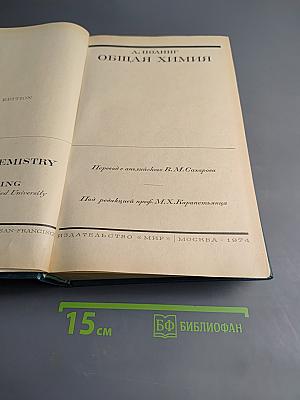 EDITION
EMISTRY
ING
University
SAN-FRANCISCO
Л. ПОЛИНГ
ОБЩАЯ ХИМИЯ
Перевод с английского В. М. Сахарова
Под редакцией проф. М. Х. Карапетьянца
ИЗДАТЕЛЬСТВО «МИР» МОСКВА · 1974
15 см
БФ БИБЛИОФАН